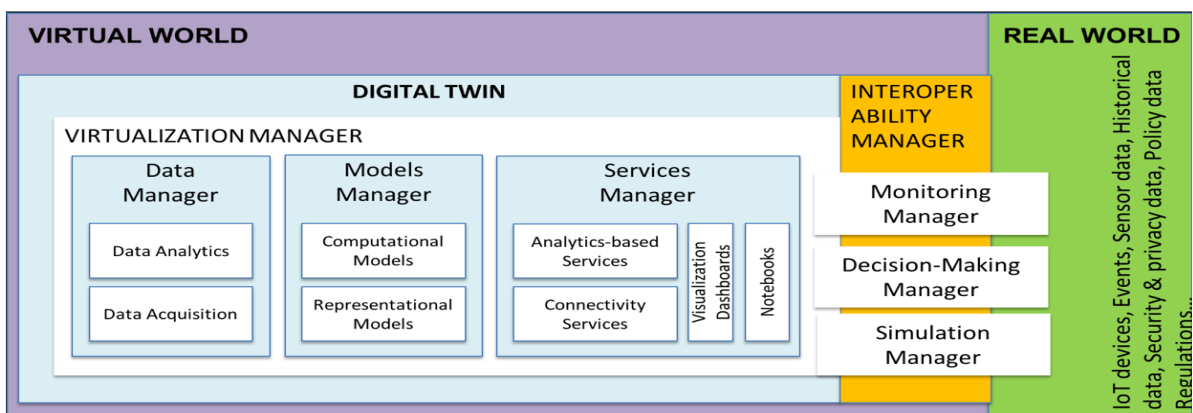 VIRTUAL WORLD
REAL WORLD
DIGITAL TWIN
INTEROPER
ABILITY
MANAGER
VIRTUALIZATION MANAGER
Data
Manager
Data Analytics
Data Acquisition
Models
Manager
Computational
Models
Representational
Models
Services
Manager
Analytics-based
Services
Connectivity
Services
Visualization
Dashboards
Notebooks
Monitoring
Manager
Decision-Making
Manager
Simulation
Manager
IoT devices, Events, Sensor data, Historical
data, Security & privacy data, Policy data
Regulations...